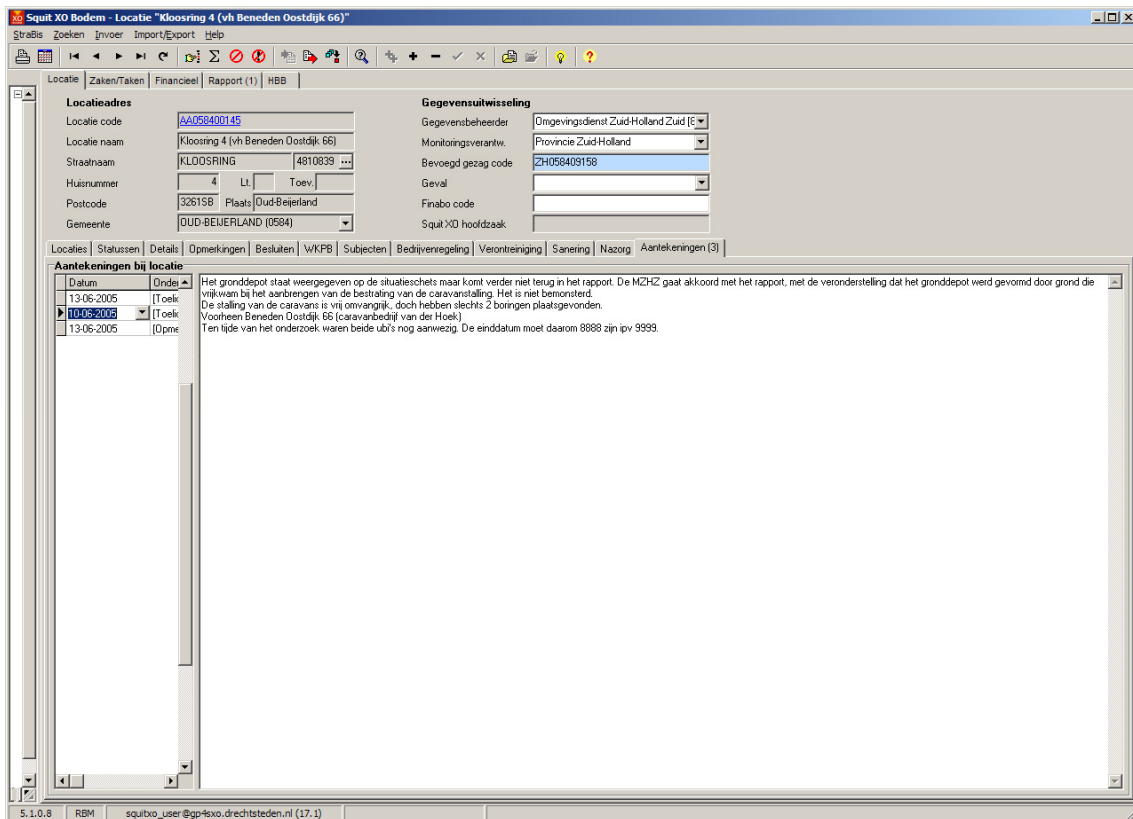 Squit XO Bodem - Locatie "Kloosring 4 (vh Beneden Oostdijk 66)"
StraBis Zoeken Invoer Import/Export Help
Locatie Zaken/Taken Financieel Rapport (1) HBB
Locatieadres
Locatie code AA058400145
Locatie naam Kloosring 4 (vh Beneden Oostdijk 66)
Straatnaam KLOOSRING 4810839 ...
Huisnummer 4 Lt. Toev.
Postcode 3261SB Plaats Oud-Beijerland
Gemeente OUD-BEIJERLAND (0584)
Gegevensuitwisseling
Gegevensbeheerder Omgevingsdienst Zuid-Holland Zuid [8
Monitoringsverantw. Provincie Zuid-Holland
Bevoegd gezag code ZH058409158
Geval
Finabo code
Squit XO hoofdzaak
Locaties Statussen Details Opmerkingen Besluiten WKPB Subjecten Bedrijvenregeling Verontreiniging Sanering Nazorg Aantekeningen (3)
Aantekeningen bij locatie
Datum Onder
13-06-2005 [Toelic
10-06-2005 [Toelic
13-06-2005 [Opme
Het gronddepot staat weergegeven op de situatieschets maar komt verder niet terug in het rapport. De MZHZ gaat akkoord met het rapport, met de veronderstelling dat het gronddepot werd gevormd door grond die
vrijkwam bij het aanbrengen van de bestrating van de caravanstalling. Het is niet bemonsterd.
De stalling van de caravans is vrij omvangrijk, doch hebben slechts 2 boringen plaatsgevonden.
Voorheen Beneden Oostdijk 66 (caravanbedrijf van der Hoek)
Ten tijde van het onderzoek waren beide ubi's nog aanwezig. De einddatum moet daarom 8888 zijn ipv 9999.
5.1.0.8 RBM squitxo_user@gp4sxo.drechtsteden.nl (17.1)